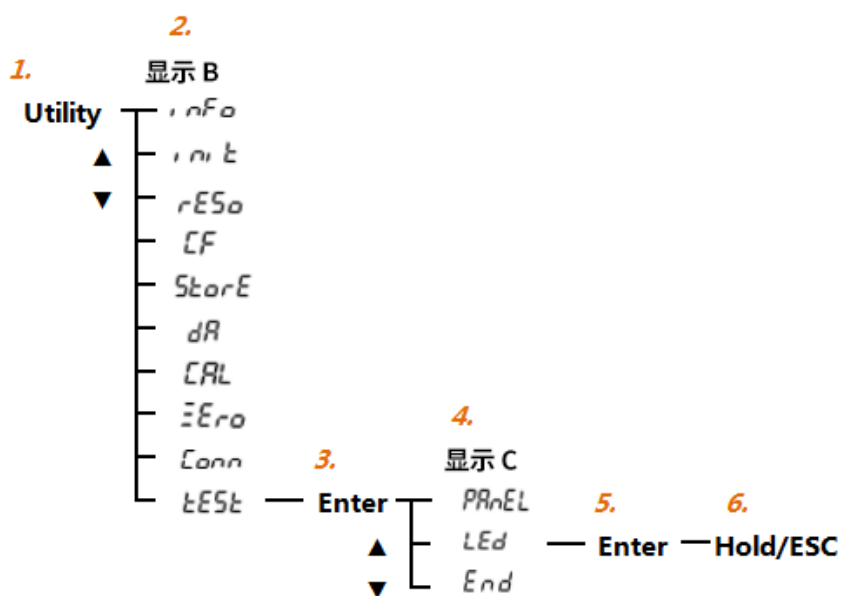 2.
1.
显示 B
Utility
inFo
▲
init
▼
rESo
CF
StorE
dA
CAL
ZEro
4.
Conn
3.
显示 C
tESt
Enter
PAnEL
5.
6.
▲
LEd
Enter
Hold/ESC
▼
End